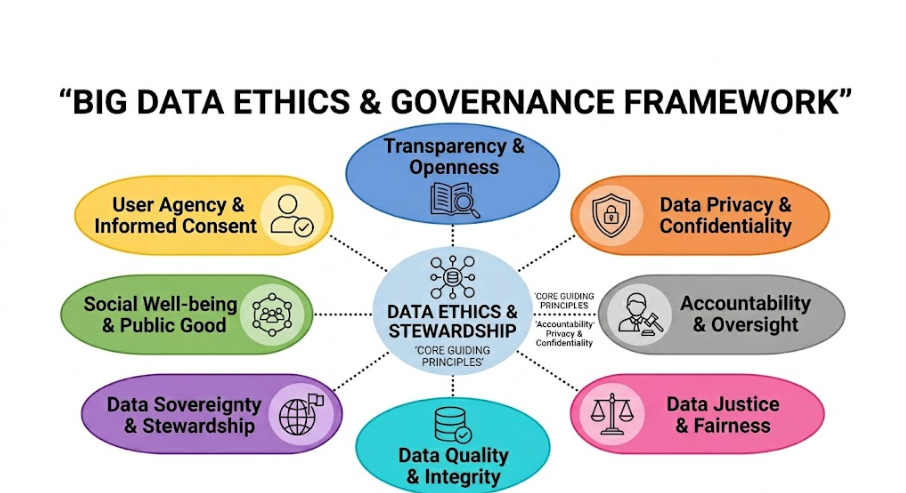 “BIG DATA ETHICS & GOVERNANCE FRAMEWORK”
Transparency &
Openness
User Agency &
Informed Consent
Data Privacy &
Confidentiality
Social Well-being
& Public Good
DATA ETHICS &
STEWARDSHIP
‘CORE GUIDING
PRINCIPLES’
‘CORE GUIDING
PRINCIPLES
‘Accountability’
Privacy &
Confidentiality
Accountability
& Oversight
Data Sovereignty
& Stewardship
Data Quality
& Integrity
Data Justice
& Fairness